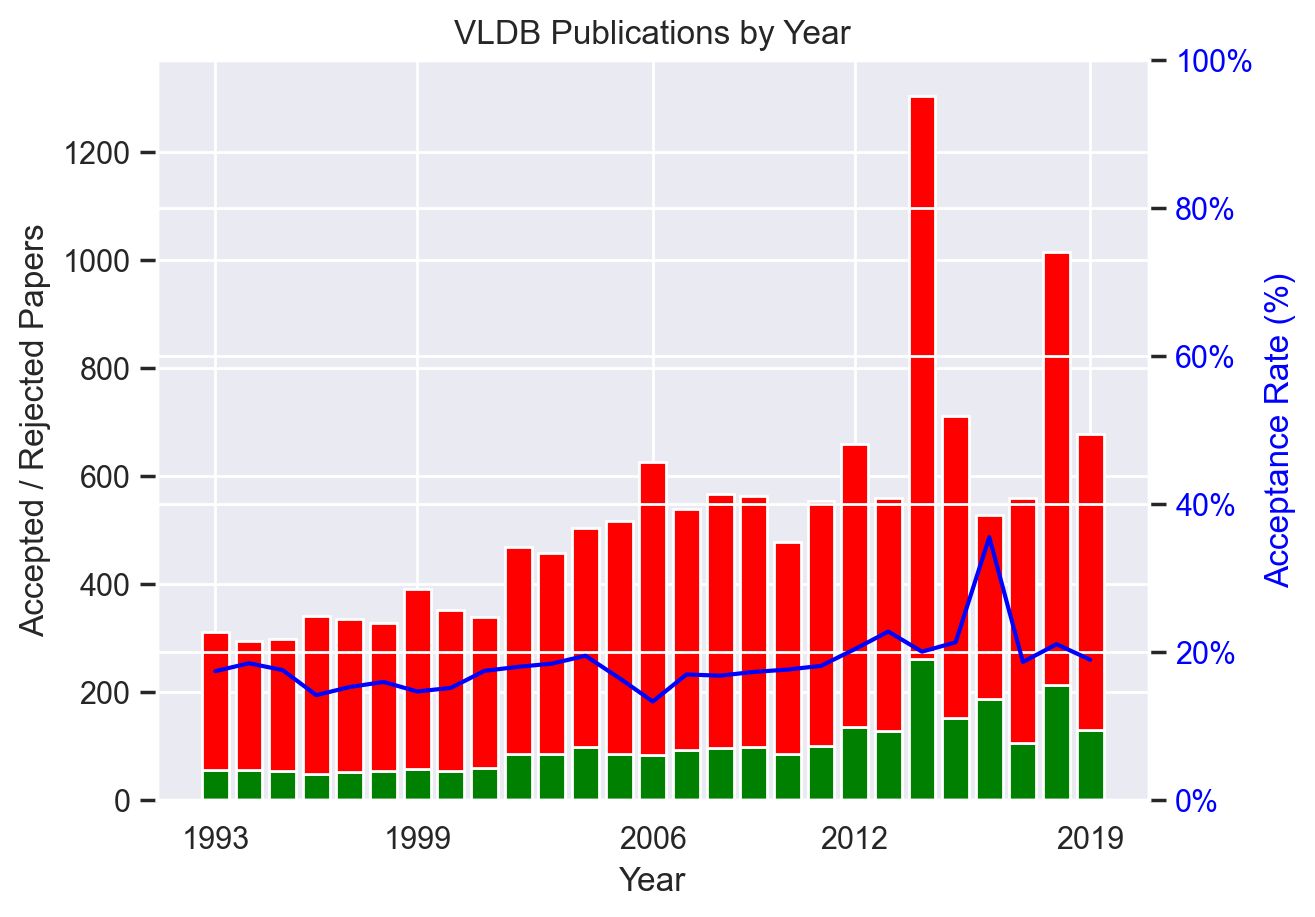 VLDB Publications by Year
Accepted / Rejected Papers
1200
1000
800
600
400
200
0
100%
80%
60%
40%
20%
0%
Acceptance Rate (%)
1993 1999 2006 2012 2019
Year